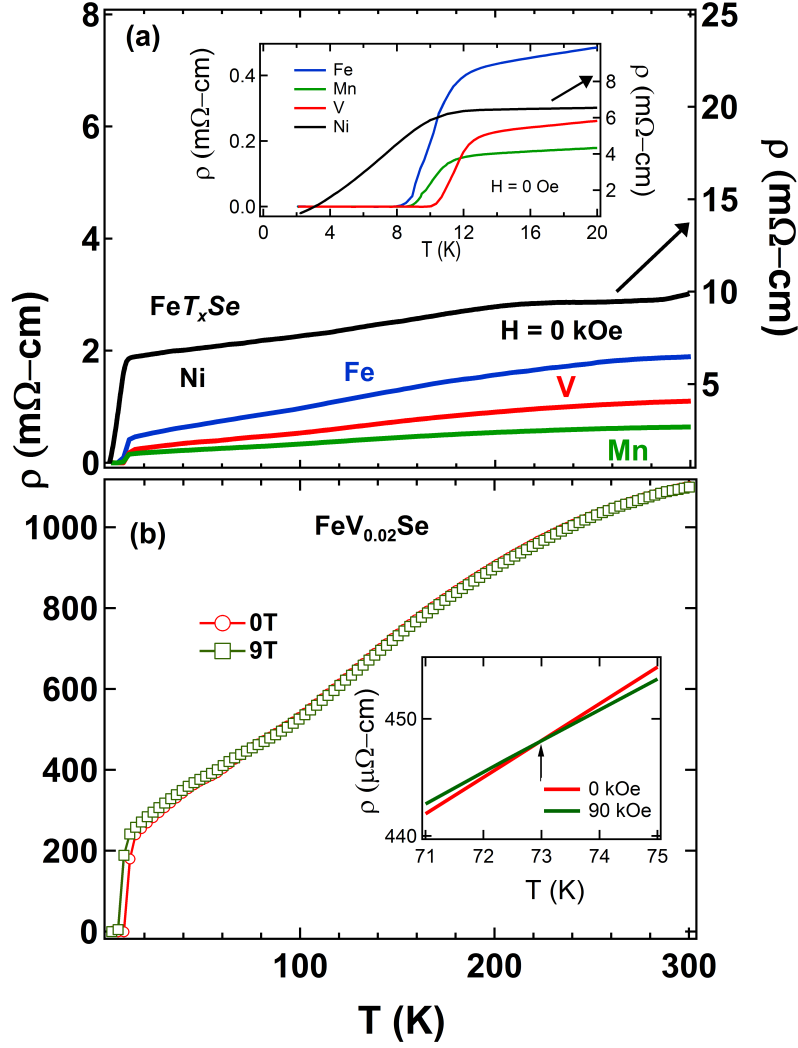 (a)
8
6
4
2
0
ρ (mΩ−cm)
25
20
15
10
5
ρ (mΩ−cm)
Fe
Mn
V
Ni
0.4
0.2
0.0
ρ (mΩ−cm)
8
6
4
2
ρ (mΩ−cm)
H = 0 Oe
0 4 8 12 16 20
T (K)
FeTₓSe
H = 0 kOe
Ni
Fe
V
Mn
(b)
FeV₀.₀₂Se
1000
800
600
400
200
0
0T
9T
450
440
ρ (μΩ−cm)
0 kOe
90 kOe
71 72 73 74 75
T (K)
100 200 300
T (K)